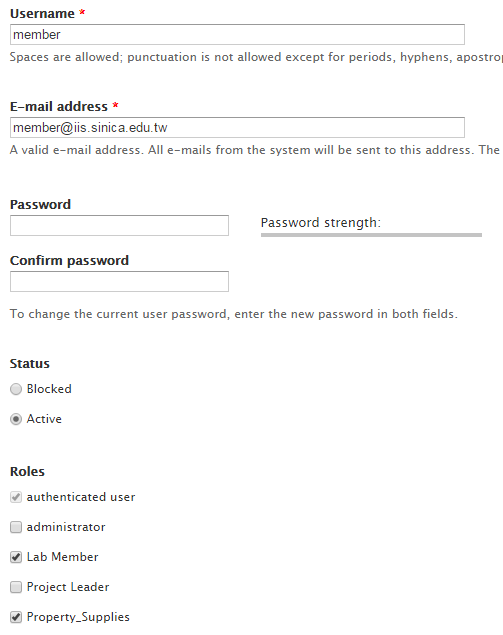 Username *
member
Spaces are allowed; punctuation is not allowed except for periods, hyphens,
E-mail address *
member@iis.sinica.edu.tw
A valid e-mail address. All e-mails from the system will be sent to this address. The
Password
Password strength:
Confirm password
To change the current user password, enter the new password in both fields.
Status
Blocked
Active
Roles
authenticated user
administrator
Lab Member
Project Leader
Property_Supplies